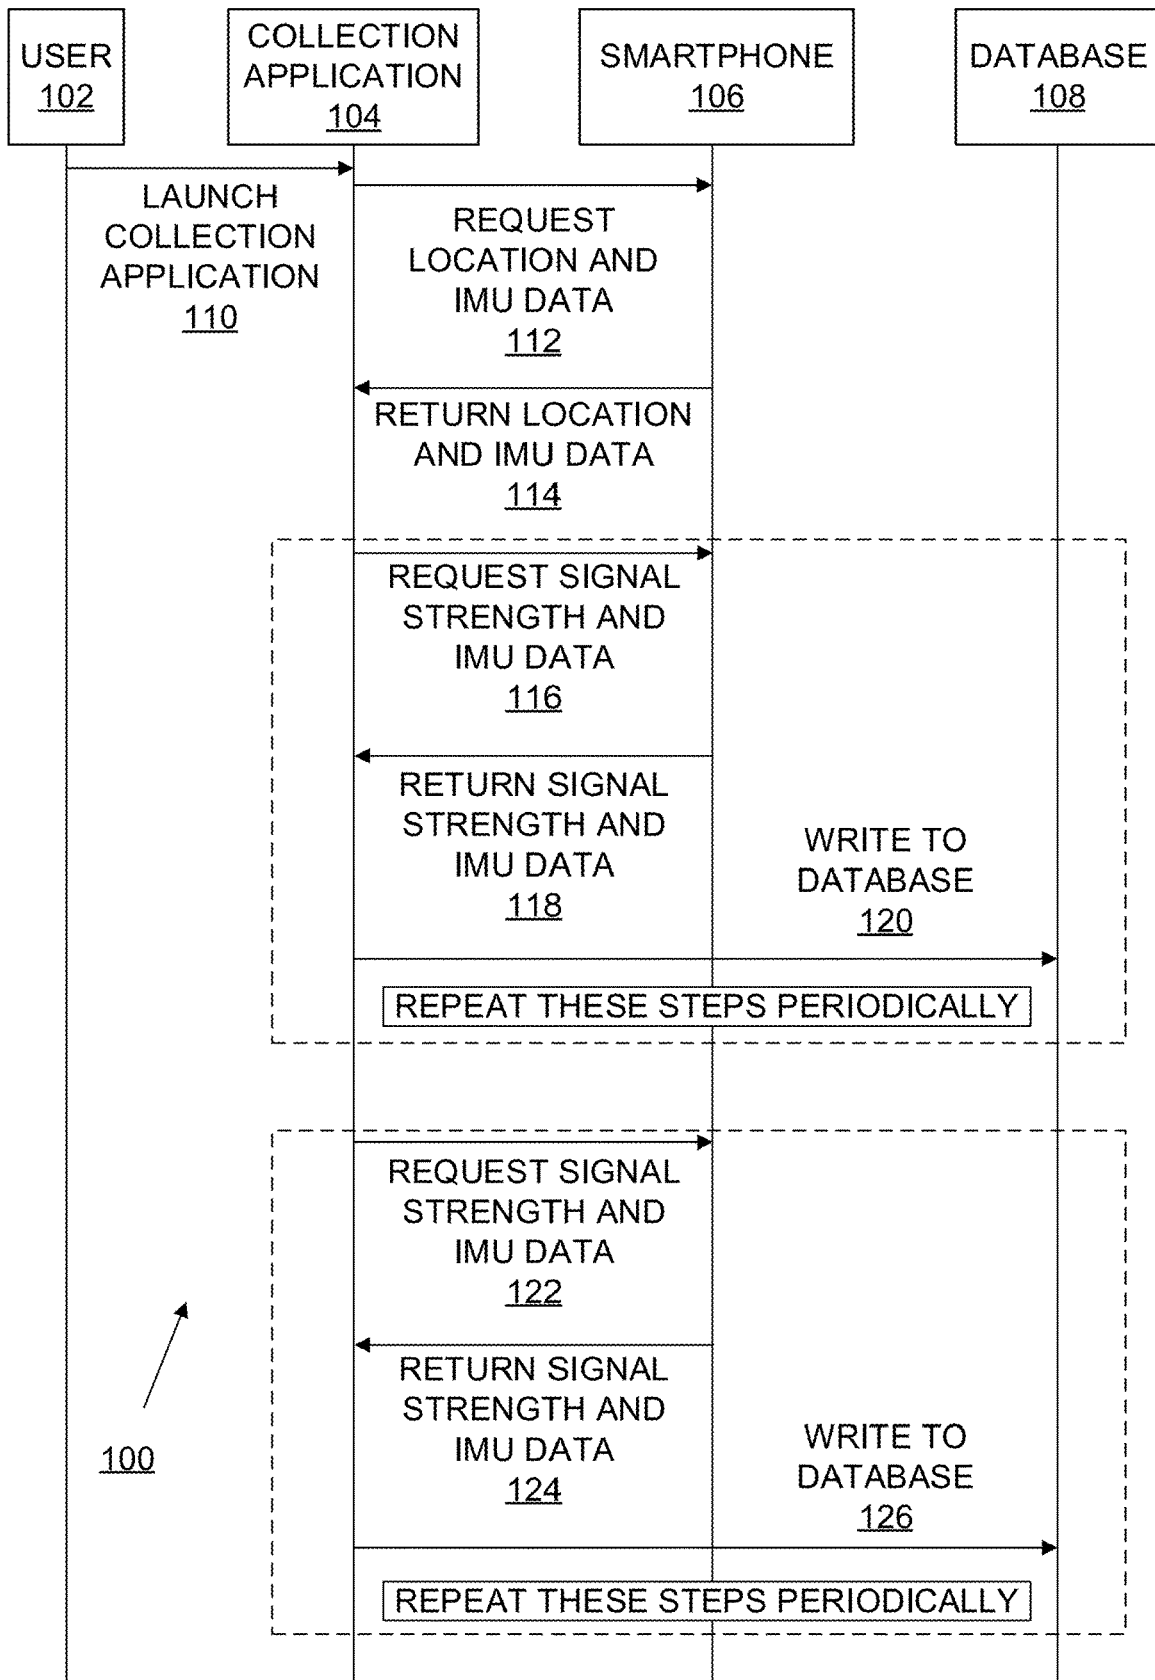 USER
102
COLLECTION
APPLICATION
104
SMARTPHONE
106
DATABASE
108
LAUNCH
COLLECTION
APPLICATION
110
REQUEST
LOCATION AND
IMU DATA
112
RETURN LOCATION
AND IMU DATA
114
REQUEST SIGNAL
STRENGTH AND
IMU DATA
116
RETURN SIGNAL
STRENGTH AND
IMU DATA
118
WRITE TO
DATABASE
120
REPEAT THESE STEPS PERIODICALLY
REQUEST SIGNAL
STRENGTH AND
IMU DATA
122
RETURN SIGNAL
STRENGTH AND
IMU DATA
124
WRITE TO
DATABASE
126
REPEAT THESE STEPS PERIODICALLY
100